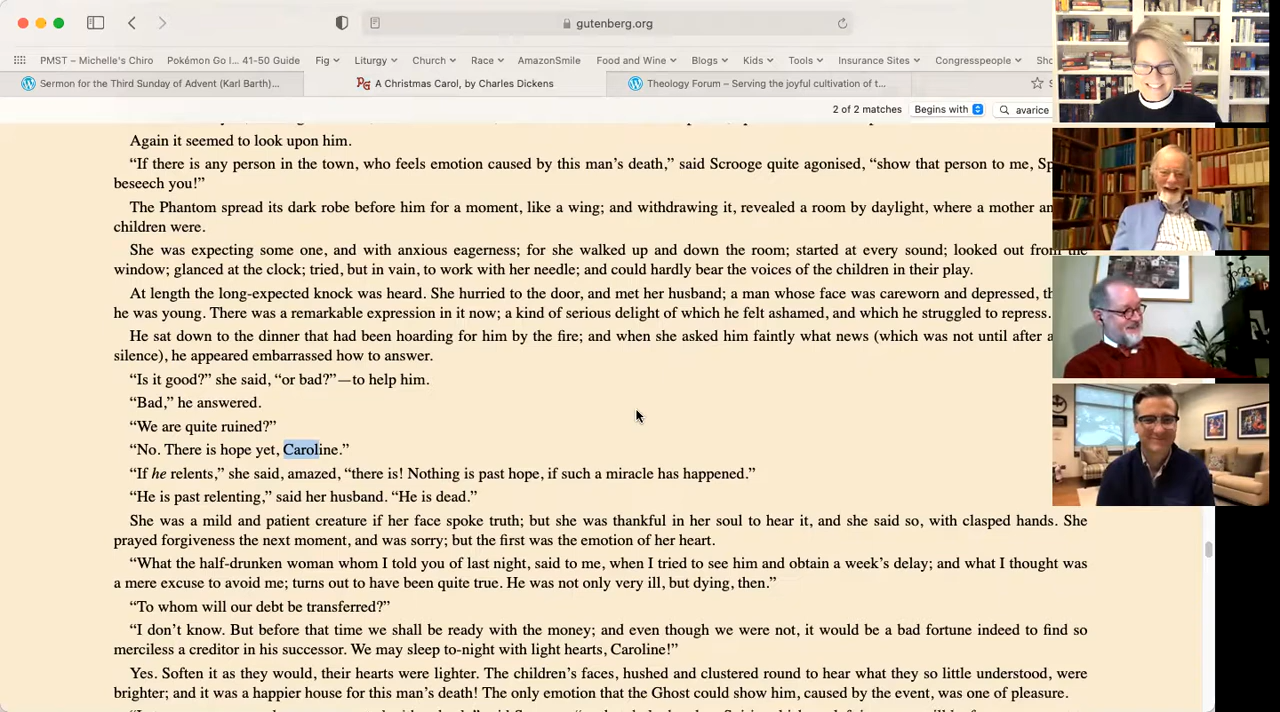 gutenberg.org
PMST – Michelle's Chiro Pokémon Go I... 41-50 Guide Fig Liturgy Church Race AmazonSmile Food and Wine Blogs Kids Tools Insurance Sites Congresspeople
Sermon for the Third Sunday of Advent (Karl Barth)... A Christmas Carol, by Charles Dickens Theology Forum – Serving the joyful cultivation of t...
2 of 2 matches Begins with avarice
Again it seemed to look upon him.
“If there is any person in the town, who feels emotion caused by this man’s death,” said Scrooge quite agonised, “show that person to me,
beseech you!”
The Phantom spread its dark robe before him for a moment, like a wing; and withdrawing it, revealed a room by daylight, where a mother
children were.
She was expecting some one, and with anxious eagerness; for she walked up and down the room; started at every sound; looked out from the
window; glanced at the clock; tried, but in vain, to work with her needle; and could hardly bear the voices of the children in their play.
At length the long-expected knock was heard. She hurried to the door, and met her husband; a man whose face was careworn and depressed,
he was young. There was a remarkable expression in it now; a kind of serious delight of which he felt ashamed, and which he struggled to repress.
He sat down to the dinner that had been hoarding for him by the fire; and when she asked him faintly what news (which was not until after a
silence), he appeared embarrassed how to answer.
“Is it good?” she said, “or bad?”—to help him.
“Bad,” he answered.
“We are quite ruined?”
“No. There is hope yet, Caroline.”
“If he relents,” she said, amazed, “there is! Nothing is past hope, if such a miracle has happened.”
“He is past relenting,” said her husband. “He is dead.”
She was a mild and patient creature if her face spoke truth; but she was thankful in her soul to hear it, and she said so, with clasped hands. She
prayed forgiveness the next moment, and was sorry; but the first was the emotion of her heart.
“What the half-drunken woman whom I told you of last night, said to me, when I tried to see him and obtain a week’s delay; and what I thought was
a mere excuse to avoid me; turns out to have been quite true. He was not only very ill, but dying, then.”
“To whom will our debt be transferred?”
“I don’t know. But before that time we shall be ready with the money; and even though we were not, it would be a bad fortune indeed to find so
merciless a creditor in his successor. We may sleep to-night with light hearts, Caroline!”
Yes. Soften it as they would, their hearts were lighter. The children’s faces, hushed and clustered round to hear what they so little understood, were
brighter; and it was a happier house for this man’s death! The only emotion that the Ghost could show him, caused by the event, was one of pleasure.